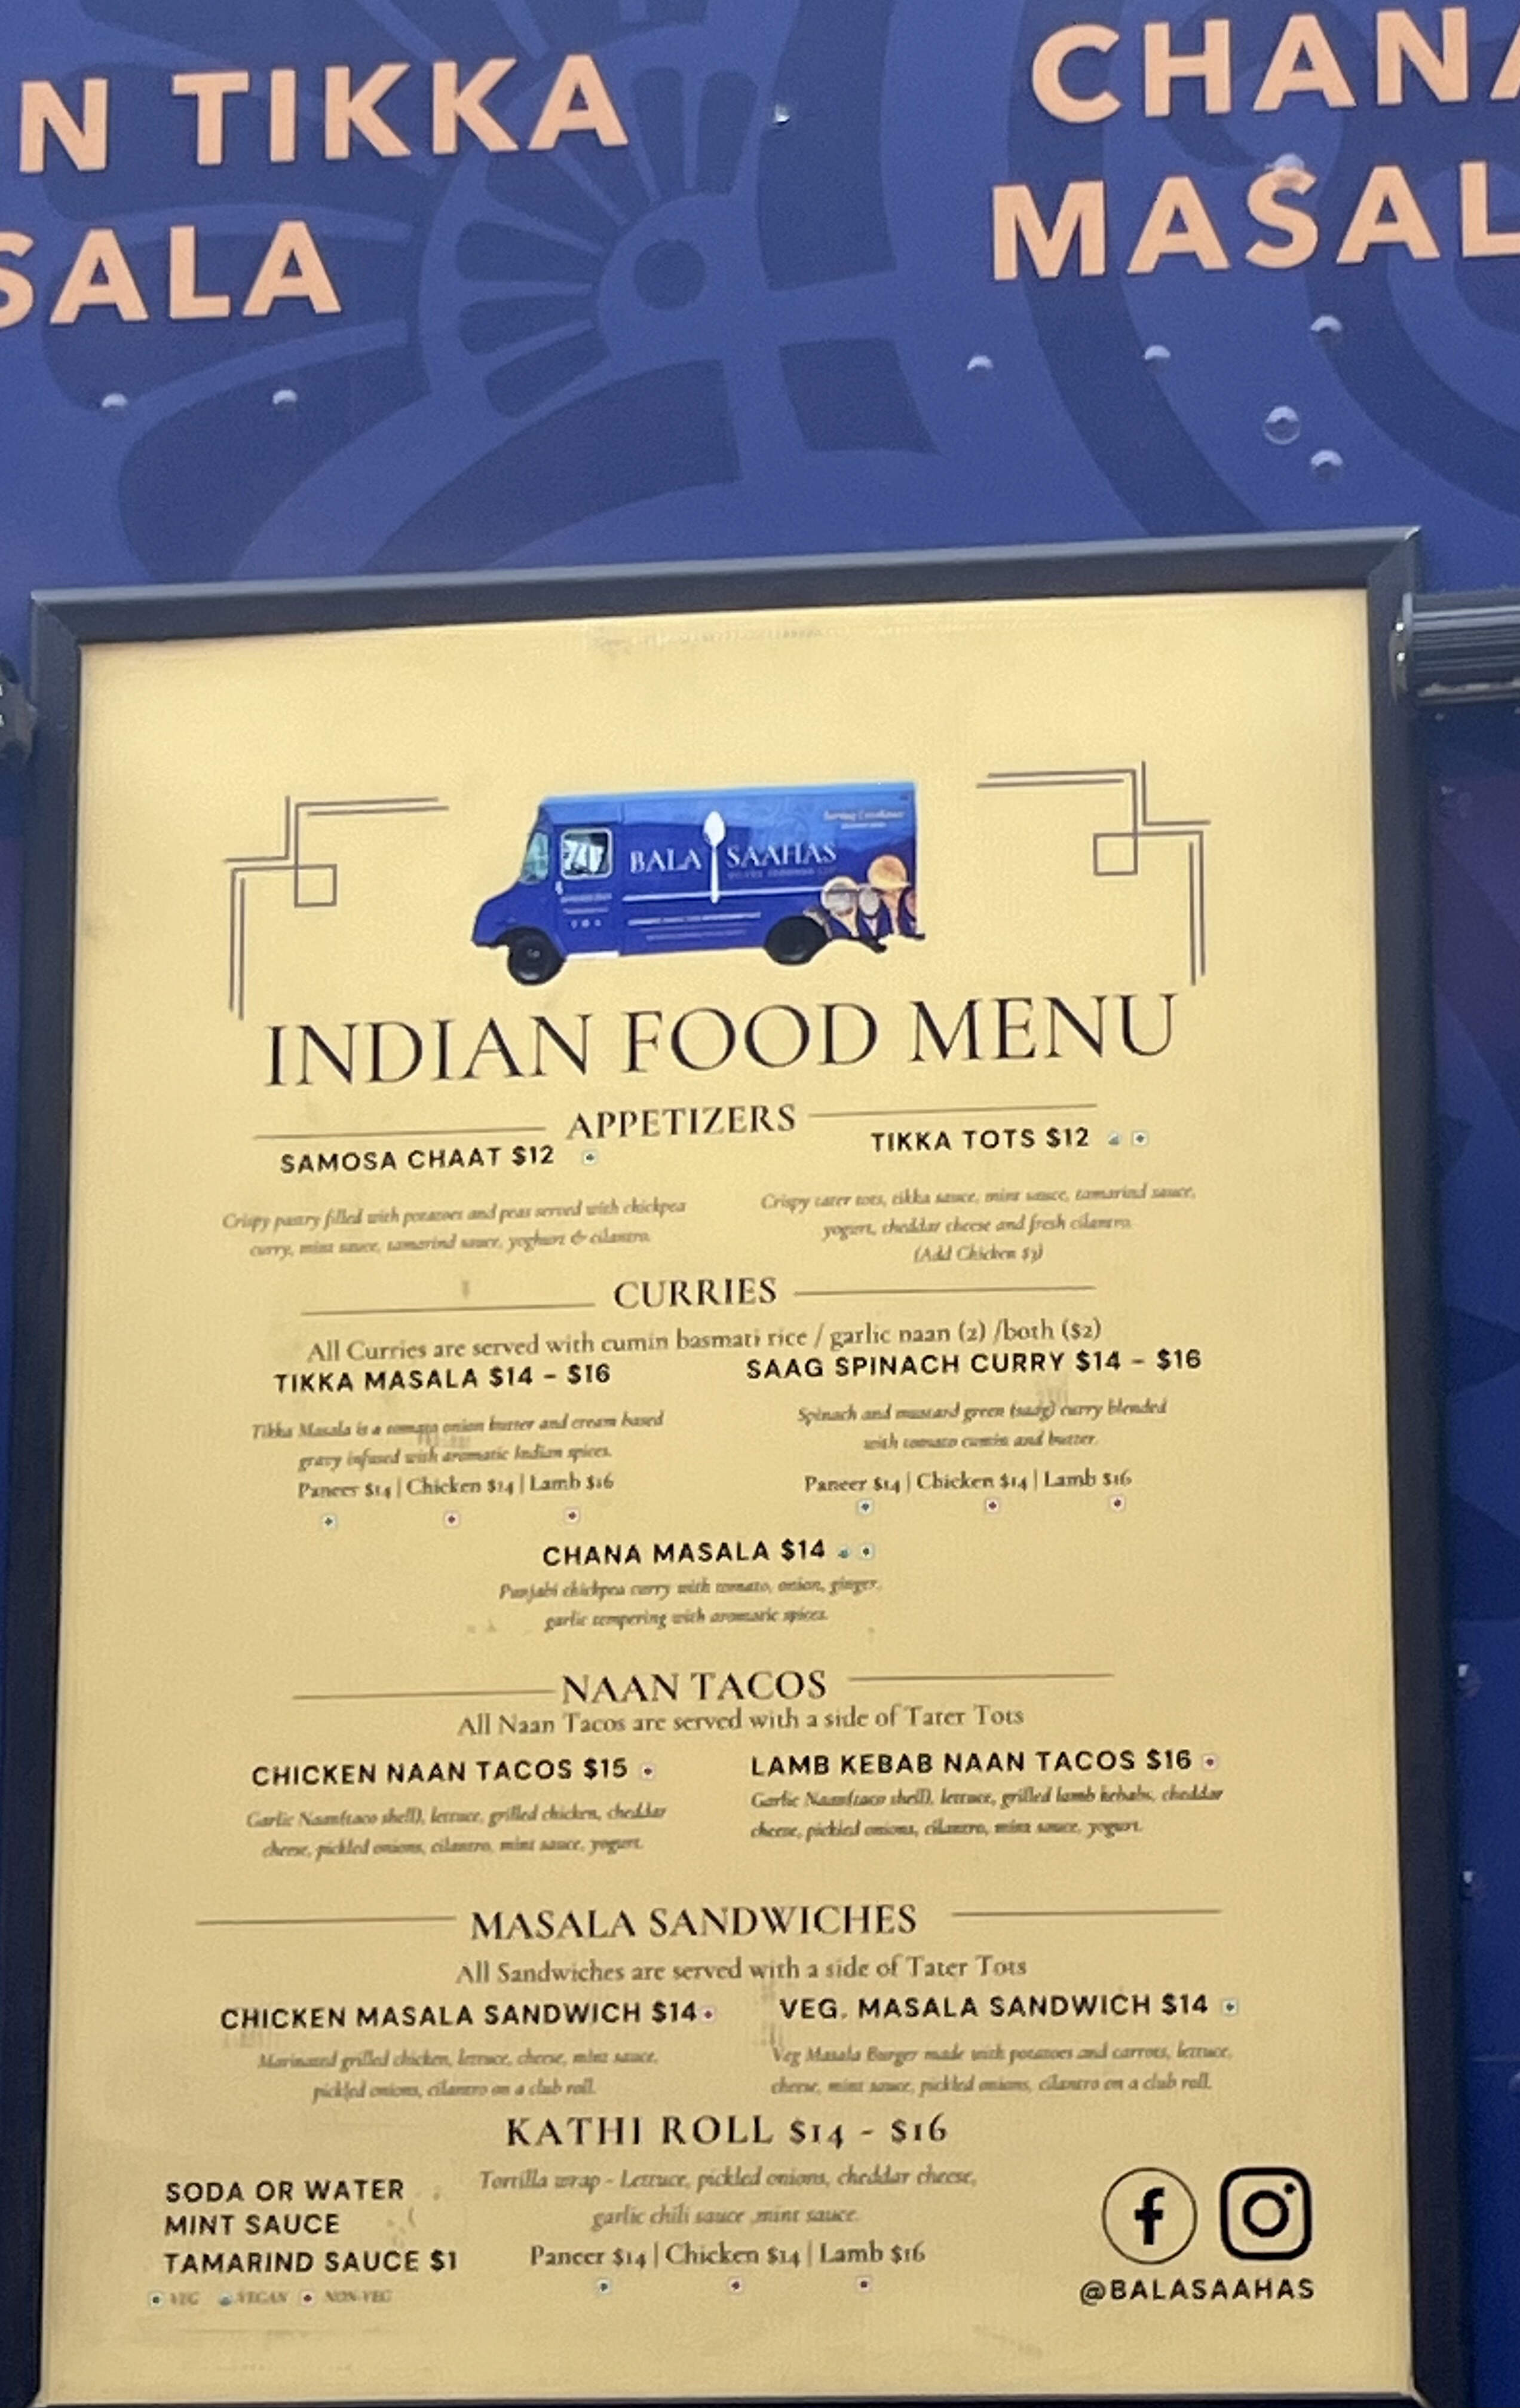 N TIKKA
SALA
CHANA
MASAL
BALA SAAHAS
INDIAN FOOD MENU
APPETIZERS
SAMOSA CHAAT $12
Crispy pastry filled with potatoes and peas served with chickpea
curry, mint sauce, tamarind sauce, yoghurt & cilantro.
TIKKA TOTS $12
Crispy tater tots, tikka sauce, mint sauce, tamarind sauce,
yogurt, cheddar cheese and fresh cilantro.
(Add Chicken $3)
CURRIES
All Curries are served with cumin basmati rice / garlic naan (2) /both ($2)
TIKKA MASALA $14 - $16
Tikka Masala is a tomato onion butter and cream based
gravy infused with aromatic Indian spices.
Paneer $14 | Chicken $14 | Lamb $16
SAAG SPINACH CURRY $14 - $16
Spinach and mustard green (saag) curry blended
with tomato cumin and butter.
Paneer $14 | Chicken $14 | Lamb $16
CHANA MASALA $14
Punjabi chickpea curry with tomato, onion, ginger,
garlic tempering with aromatic spices.
NAAN TACOS
All Naan Tacos are served with a side of Tater Tots
CHICKEN NAAN TACOS $15
Garlic Naan(taco shell), lettuce, grilled chicken, cheddar
cheese, pickled onions, cilantro, mint sauce, yogurt.
LAMB KEBAB NAAN TACOS $16
Garlic Naan(taco shell), lettuce, grilled lamb kebabs, cheddar
cheese, pickled onions, cilantro, mint sauce, yogurt.
MASALA SANDWICHES
All Sandwiches are served with a side of Tater Tots
CHICKEN MASALA SANDWICH $14
Marinated grilled chicken, lettuce, cheese, mint sauce,
pickled onions, cilantro on a club roll.
VEG. MASALA SANDWICH $14
Veg Masala Burger made with potatoes and carrots, lettuce,
cheese, mint sauce, pickled onions, cilantro on a club roll.
KATHI ROLL $14 - $16
Tortilla wrap - Lettuce, pickled onions, cheddar cheese,
garlic chili sauce ,mint sauce.
Paneer $14 | Chicken $14 | Lamb $16
SODA OR WATER
MINT SAUCE
TAMARIND SAUCE $1
VEG VEGAN NON-VEG
@BALASAAHAS